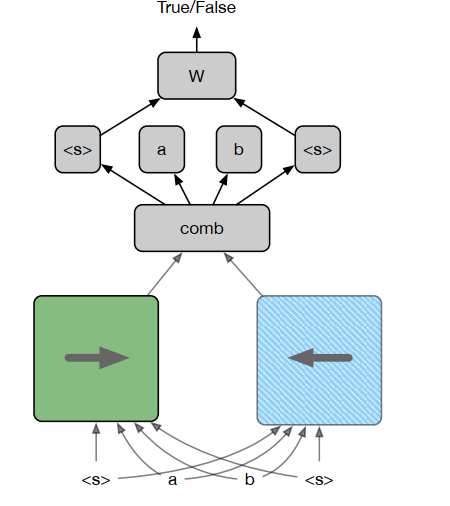 True/False
W
<s> a b <s>
comb
<s> a b <s>